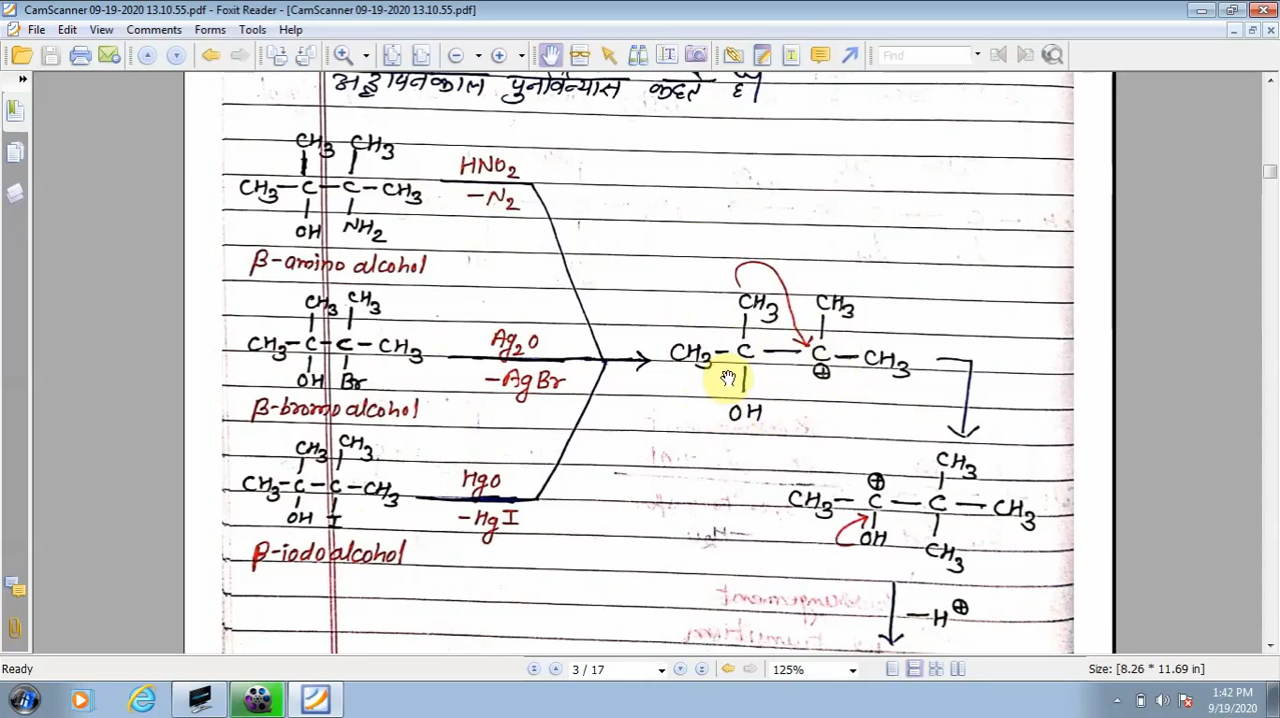 CamScanner 09-19-2020 13.10.55.pdf - Foxit Reader - [CamScanner 09-19-2020 13.10.55.pdf]
File Edit View Comments Forms Tools Help
Find
पुनर्विन्यास कहते है|
CH3 CH3
CH3-C-C-CH3
OH NH2
β-amino alcohol
HNO2
-N2
CH3 CH3
CH3-C-C-CH3
OH Br
β-bromo alcohol
Ag2O
-AgBr
CH3 CH3
CH3-C-C-CH3
OH I
β-iodo alcohol
HgO
-HgI
CH3 CH3
CH3-C-C-CH3
⊕
OH
⊕ CH3
CH3-C-C-CH3
OH CH3
-H⊕
Ready
3 / 17
125%
Size: [8.26 * 11.69 in]
1:42 PM
9/19/2020